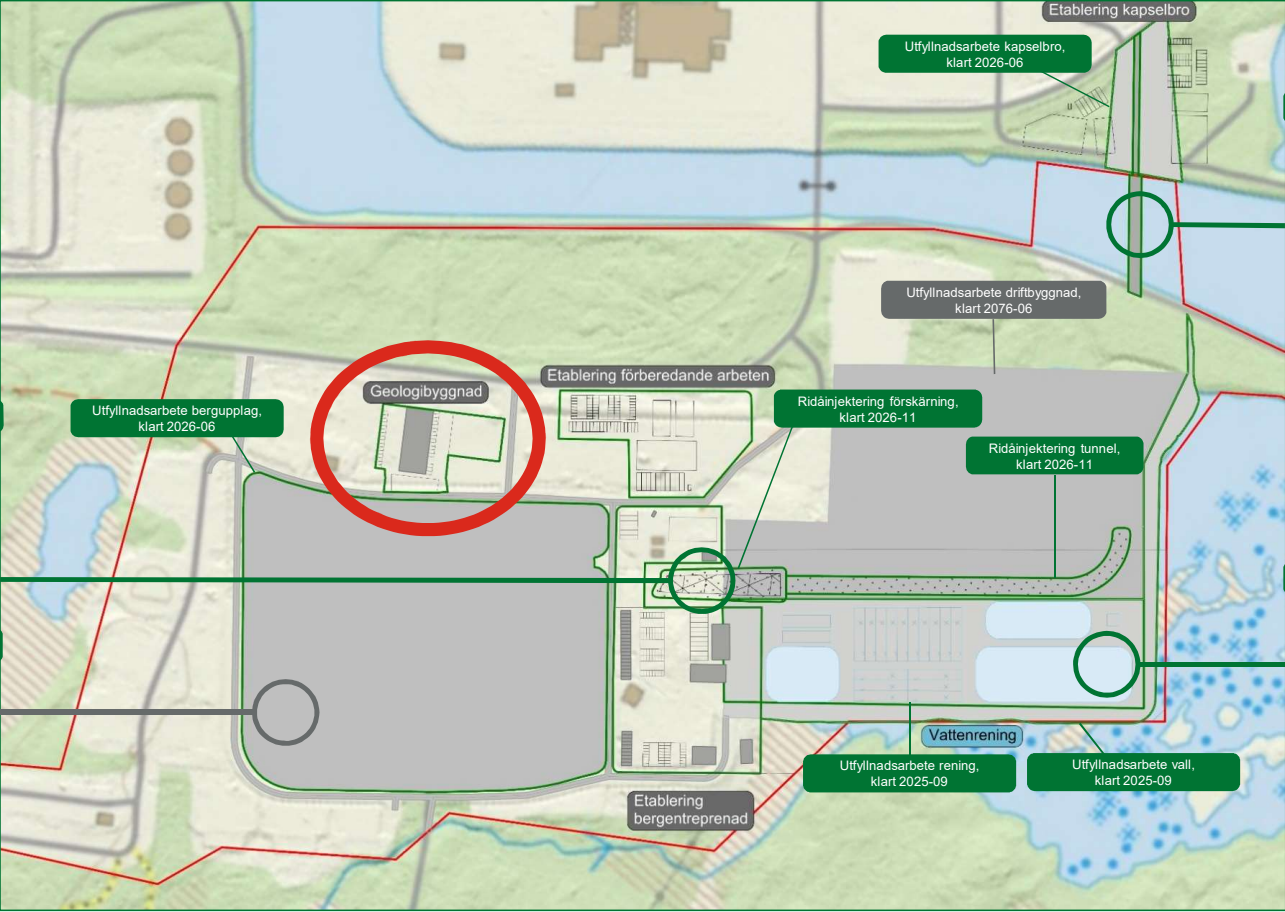 Etablering kapselbro
Utfyllnadsarbete kapselbro,
klart 2026-06
Utfyllnadsarbete driftbyggnad,
klart 2076-06
Etablering förberedande arbeten
Geologibyggnad
Ridåinjektering förskärning,
klart 2026-11
Utfyllnadsarbete bergupplag,
klart 2026-06
Ridåinjektering tunnel,
klart 2026-11
Vattenrening
Utfyllnadsarbete rening,
klart 2025-09
Utfyllnadsarbete vall,
klart 2025-09
Etablering
bergentreprenad